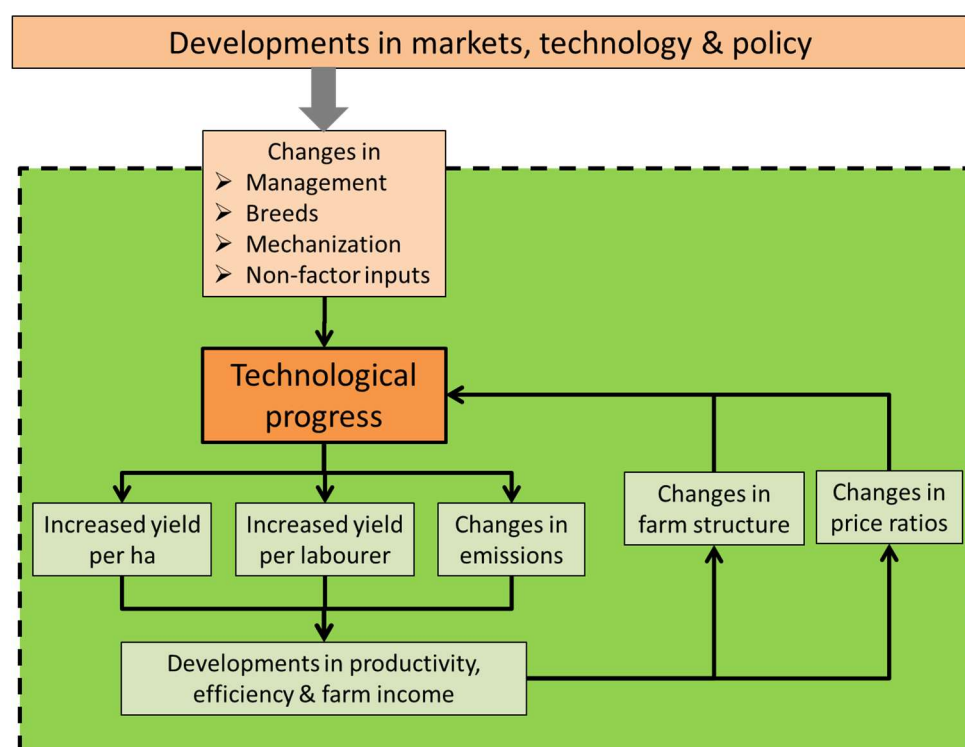 Developments in markets, technology & policy
Changes in
➤ Management
➤ Breeds
➤ Mechanization
➤ Non-factor inputs
Technological
progress
Increased yield
per ha
Increased yield
per labourer
Changes in
emissions
Changes in
farm structure
Changes in
price ratios
Developments in productivity,
efficiency & farm income